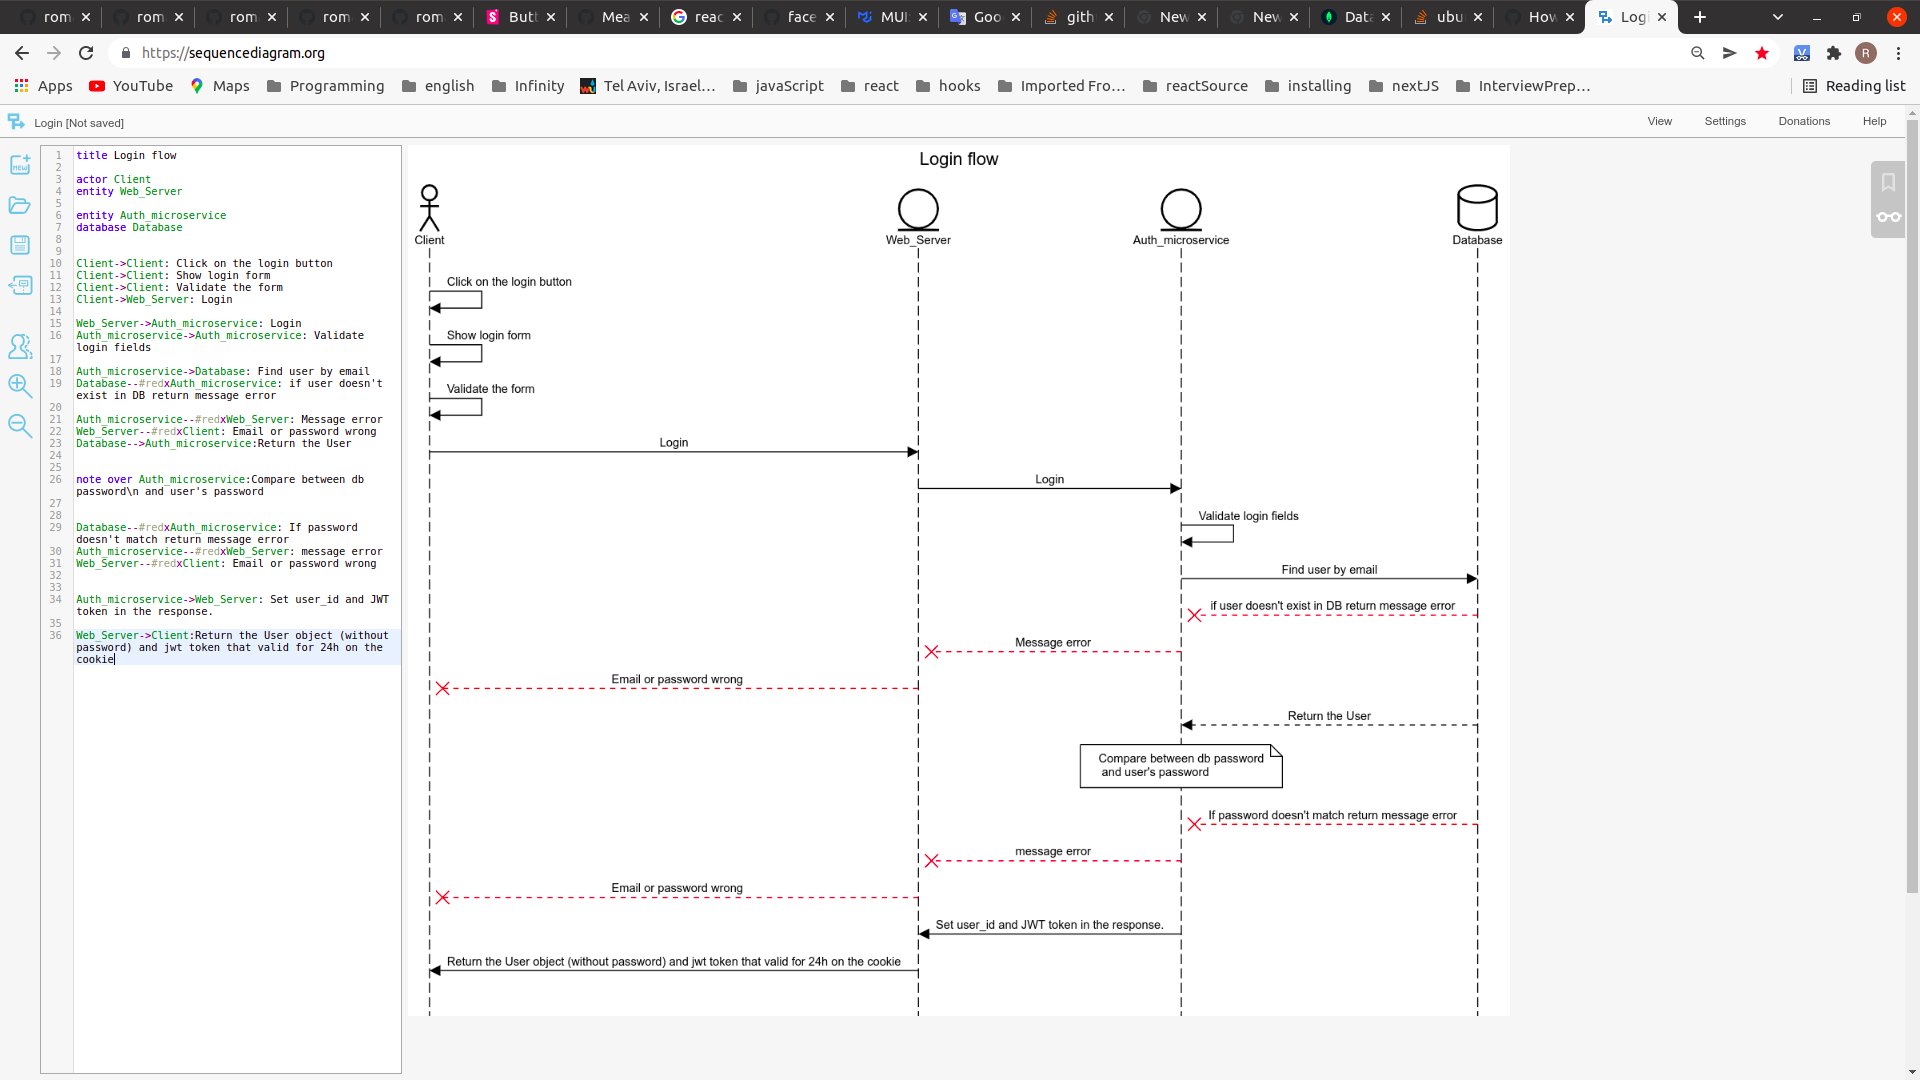 rom
rom
rom
rom
rom
Butt
Mea
reac
face
MUI:
Goo
gith
New
New
Data
ubu
How
Logi
https://sequencediagram.org
R
Apps
YouTube
Maps
Programming
english
Infinity
Tel Aviv, Israel…
javaScript
react
hooks
Imported Fro…
reactSource
installing
nextJS
InterviewPrep…
Reading list
Login [Not saved]
View
Settings
Donations
Help
NEW
1 title Login flow
2
3 actor Client
4 entity Web_Server
5
6 entity Auth_microservice
7 database Database
8
9
10 Client->Client: Click on the login button
11 Client->Client: Show login form
12 Client->Client: Validate the form
13 Client->Web_Server: Login
14
15 Web_Server->Auth_microservice: Login
16 Auth_microservice->Auth_microservice: Validate
login fields
17
18 Auth_microservice->Database: Find user by email
19 Database--#redxAuth_microservice: if user doesn't
exist in DB return message error
20
21 Auth_microservice--#redxWeb_Server: Message error
22 Web_Server--#redxClient: Email or password wrong
23 Database-->Auth_microservice:Return the User
24
25
26 note over Auth_microservice:Compare between db
password\n and user's password
27
28
29 Database--#redxAuth_microservice: If password
doesn't match return message error
30 Auth_microservice--#redxWeb_Server: message error
31 Web_Server--#redxClient: Email or password wrong
32
33
34 Auth_microservice->Web_Server: Set user_id and JWT
token in the response.
35
36 Web_Server->Client:Return the User object (without
password) and jwt token that valid for 24h on the
cookie
Login flow
Client
Web_Server
Auth_microservice
Database
Click on the login button
Show login form
Validate the form
Login
Login
Validate login fields
Find user by email
if user doesn't exist in DB return message error
Message error
Email or password wrong
Return the User
Compare between db password
and user's password
If password doesn't match return message error
message error
Email or password wrong
Set user_id and JWT token in the response.
Return the User object (without password) and jwt token that valid for 24h on the cookie